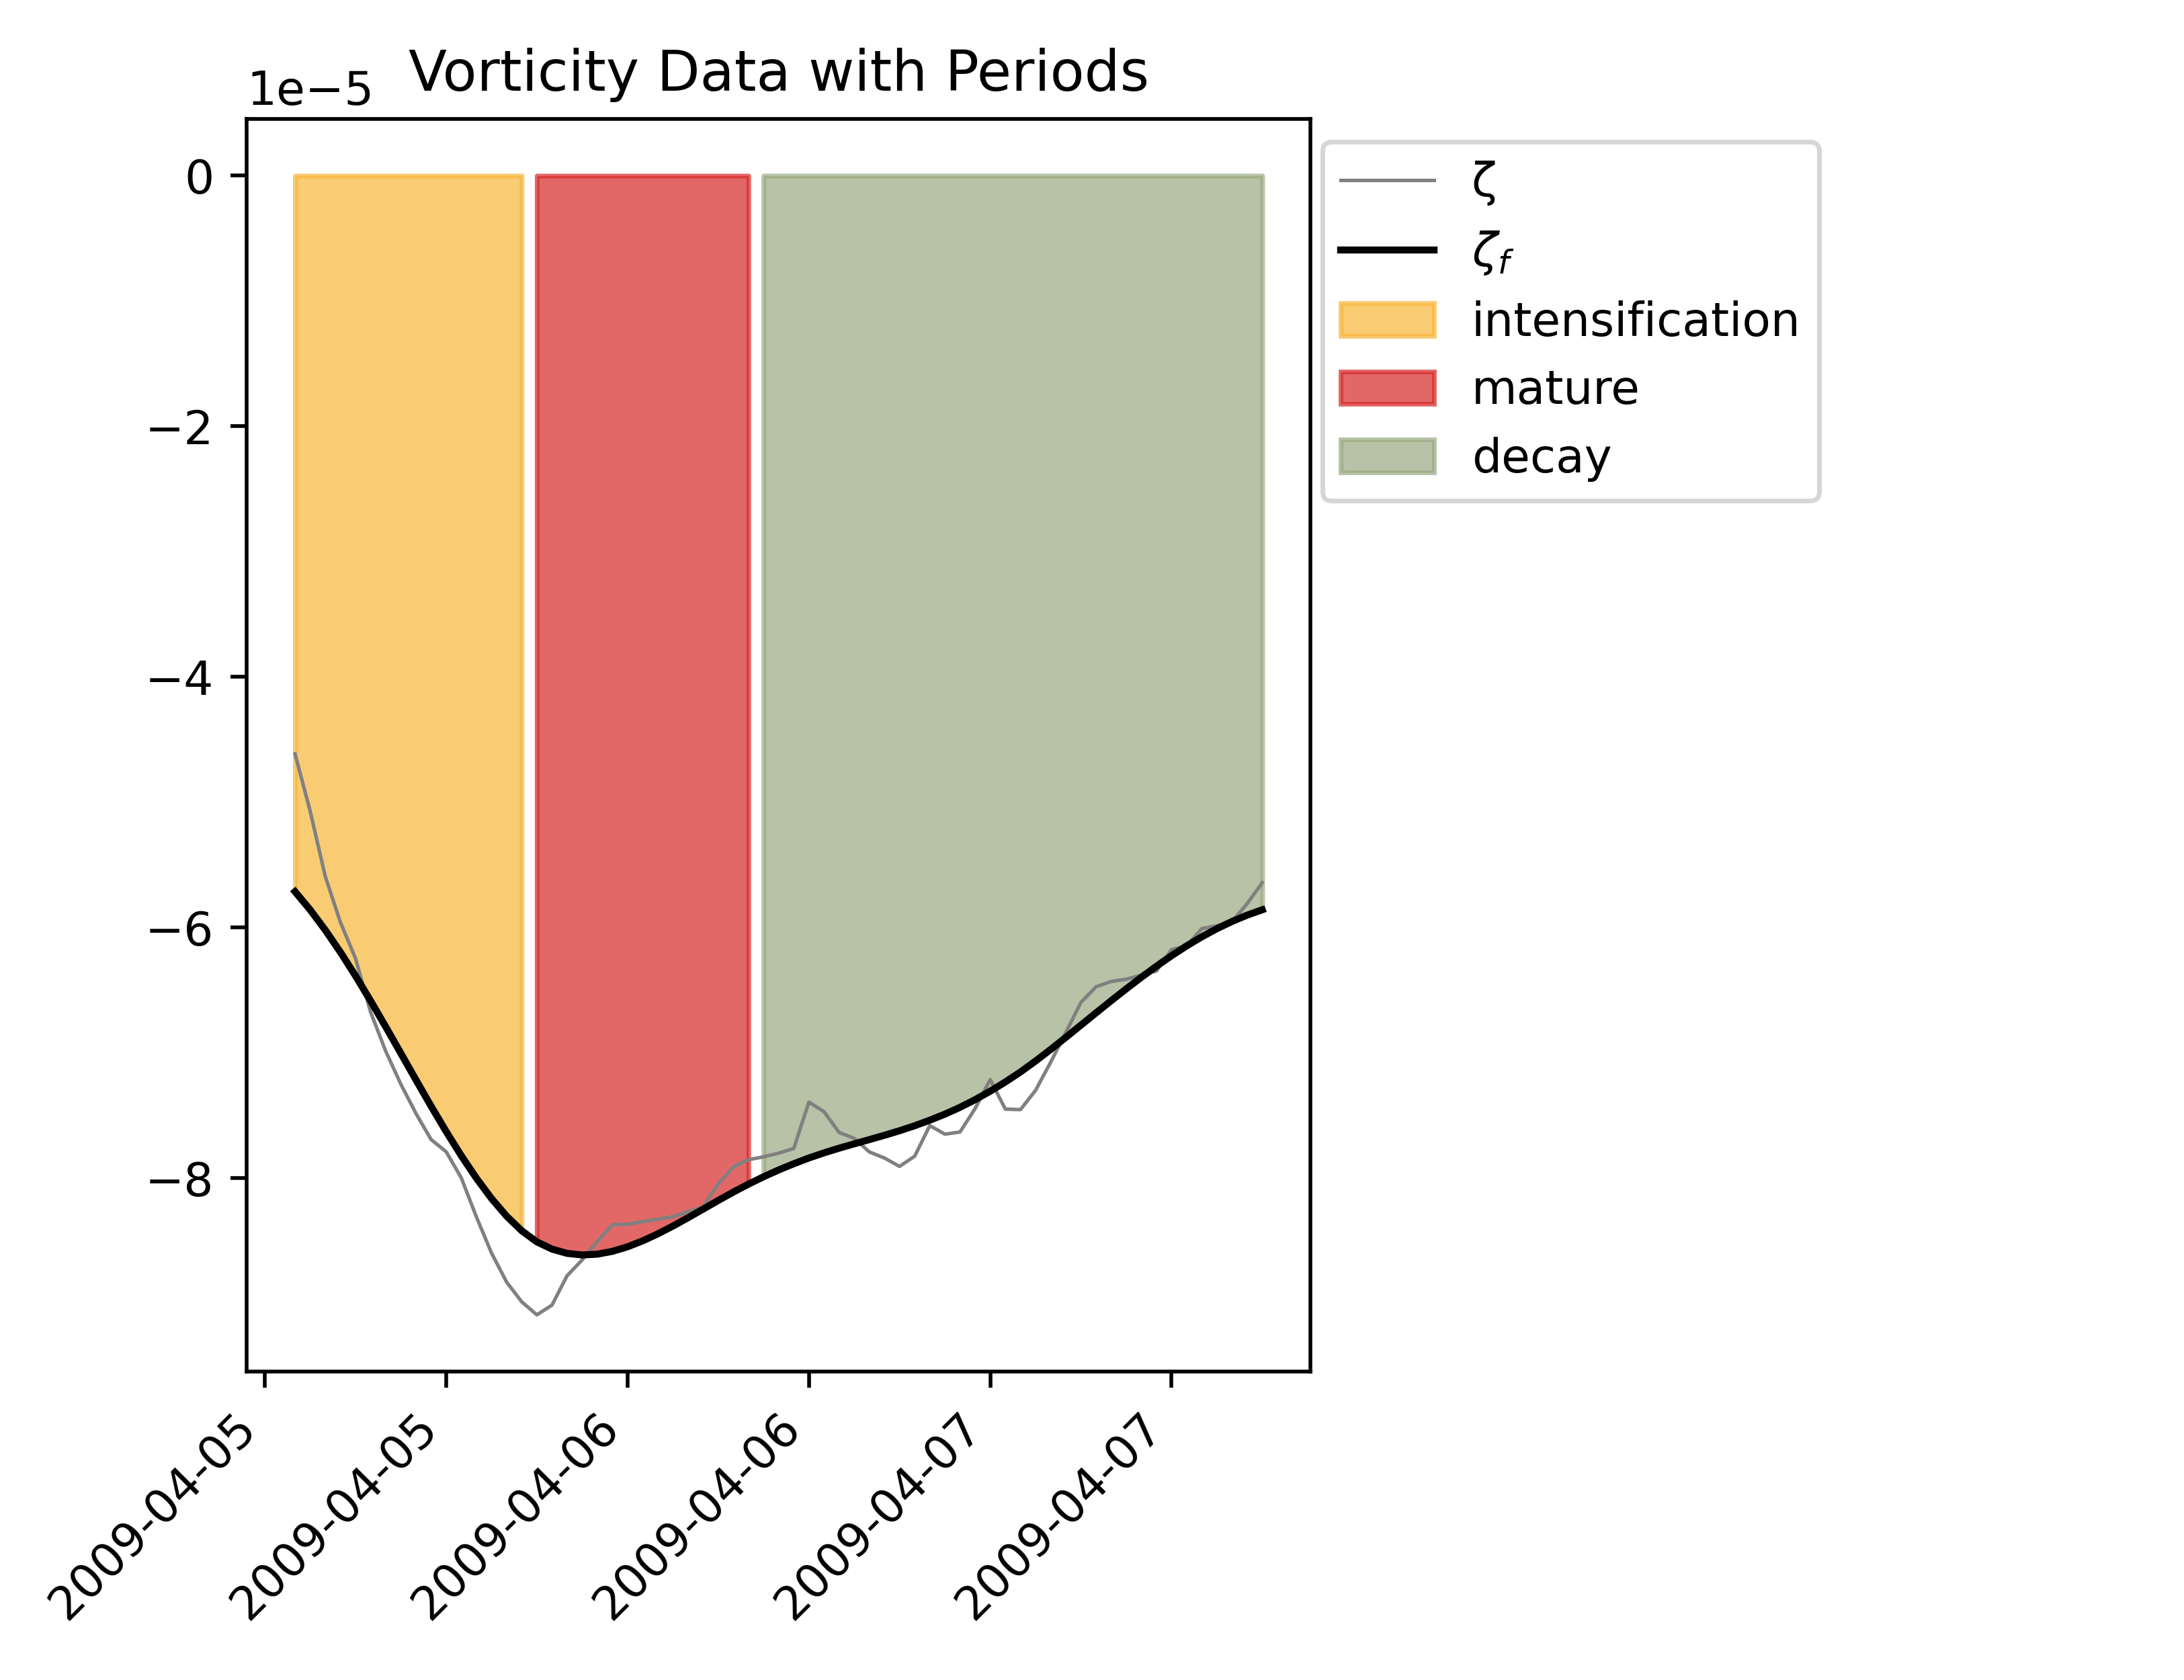 Vorticity Data with Periods
1e−5
0
−2
−4
−6
−8
2009-04-05
2009-04-05
2009-04-06
2009-04-06
2009-04-07
2009-04-07
ζ
ζf
intensification
mature
decay